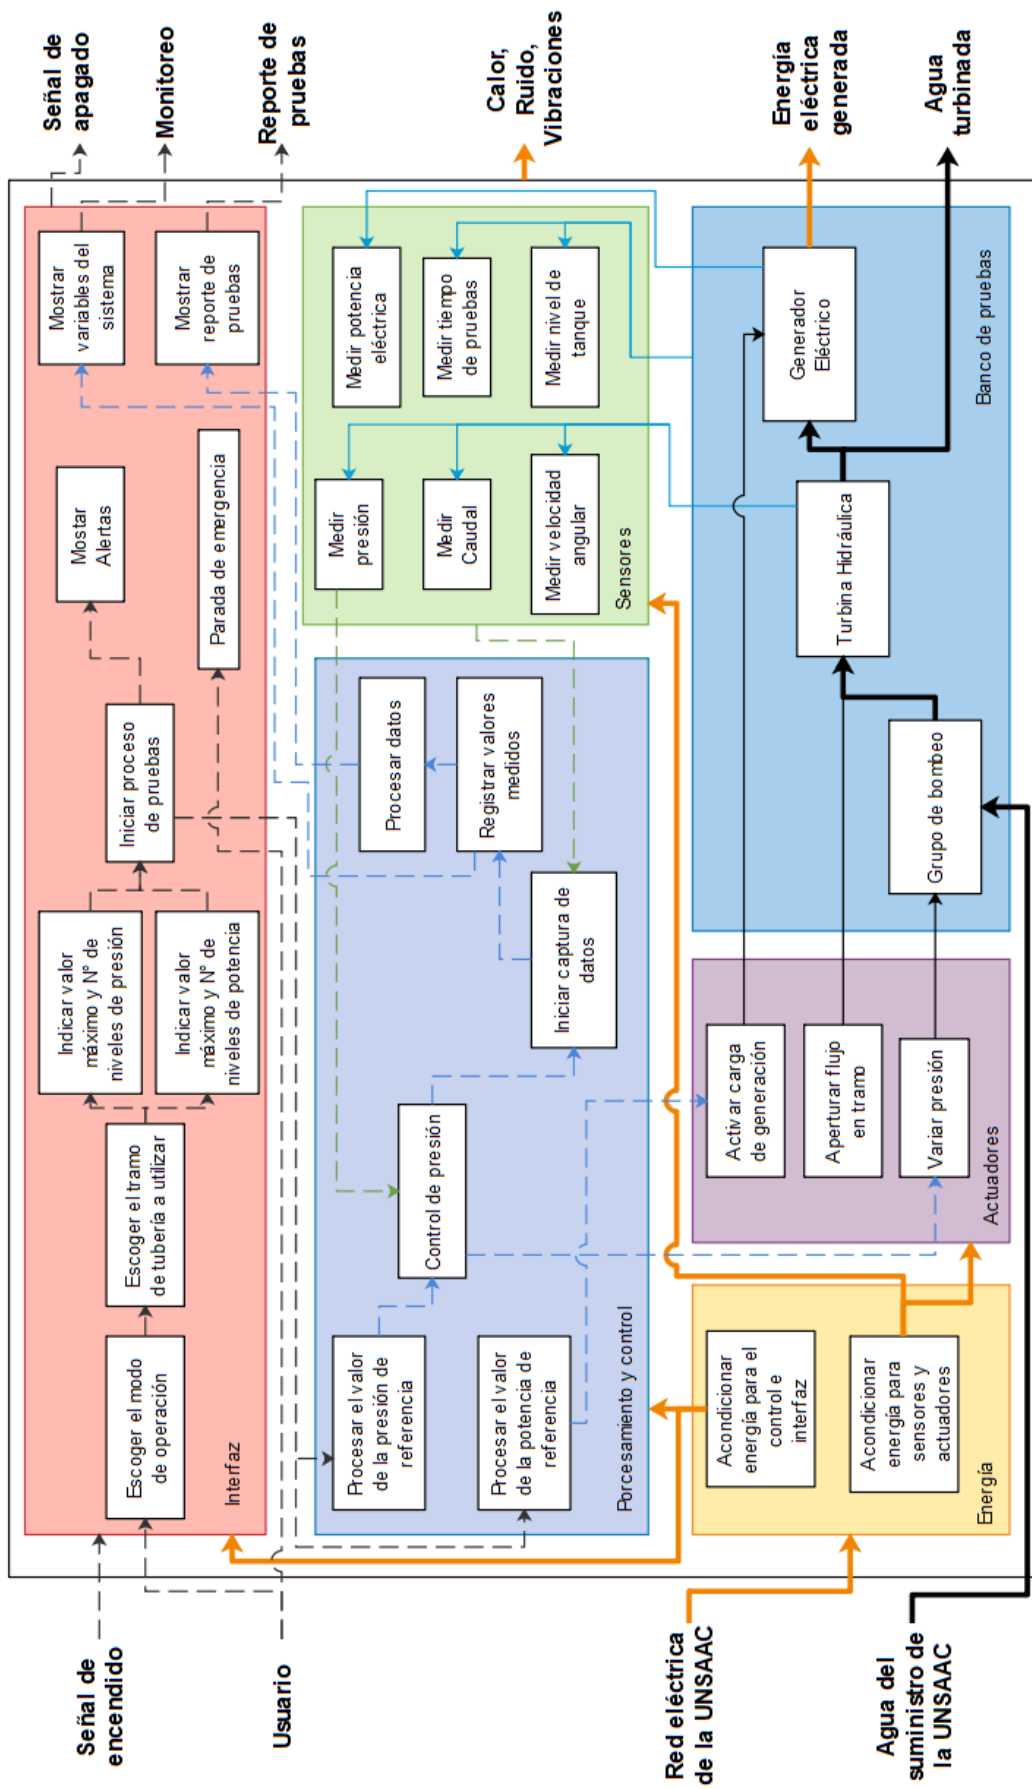 Señal de
encendido
Usuario
Red eléctrica
de la UNSAAC
Agua del
suministro de
la UNSAAC
Interfaz
Escoger el modo
de operación
Escoger el tramo
de tubería a utilizar
Indicar valor
máximo y N° de
niveles de presión
Indicar valor
máximo y N° de
niveles de potencia
Iniciar proceso
de pruebas
Mostar
Alertas
Parada de emergencia
Mostrar
variables del
sistema
Mostrar
reporte de
pruebas
Porcesamiento y control
Procesar el valor
de la presión de
referencia
Procesar el valor
de la potencia de
referencia
Control de presión
Iniciar captura de
datos
Procesar datos
Registrar valores
medidos
Sensores
Medir
presión
Medir
Caudal
Medir velocidad
angular
Medir potencia
eléctrica
Medir tiempo
de pruebas
Medir nivel de
tanque
Energía
Acondicionar
energía para el
control e
interfaz
Acondicionar
energía para
sensores y
actuadores
Actuadores
Activar carga
de generación
Aperturar flujo
en tramo
Variar presión
Banco de pruebas
Grupo de bombeo
Turbina Hidráulica
Generador
Eléctrico
Señal de
apagado
Monitoreo
Reporte de
pruebas
Calor,
Ruido,
Vibraciones
Energía
eléctrica
generada
Agua
turbinada